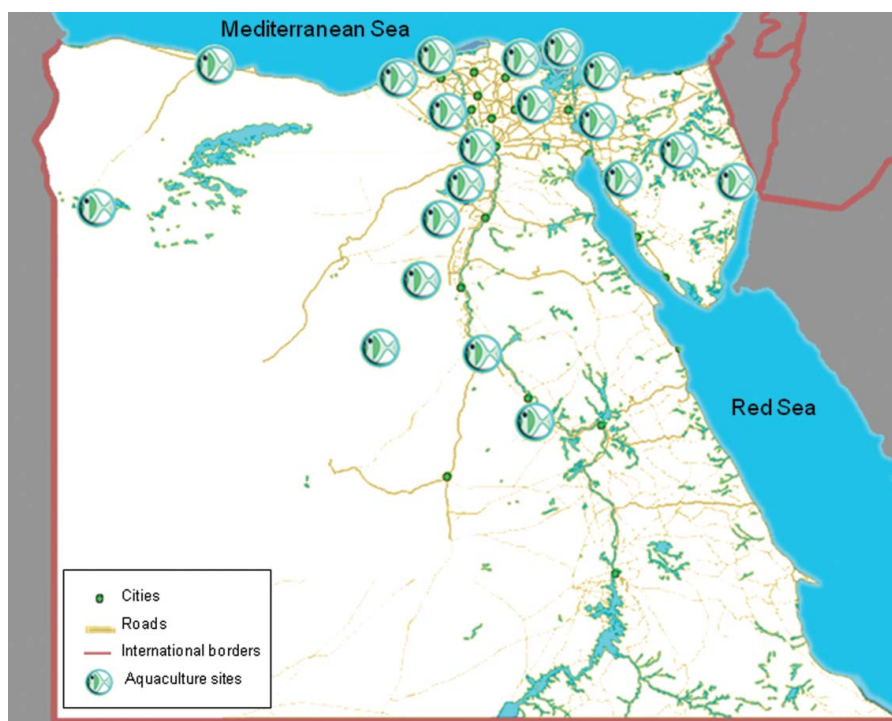 Mediterranean Sea
Red Sea
Cities
Roads
International borders
Aquaculture sites